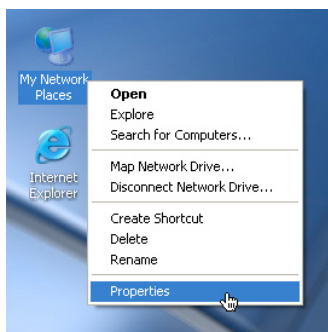 My Network
Places
Internet
Explorer
Open
Explore
Search for Computers...
Map Network Drive...
Disconnect Network Drive...
Create Shortcut
Delete
Rename
Properties